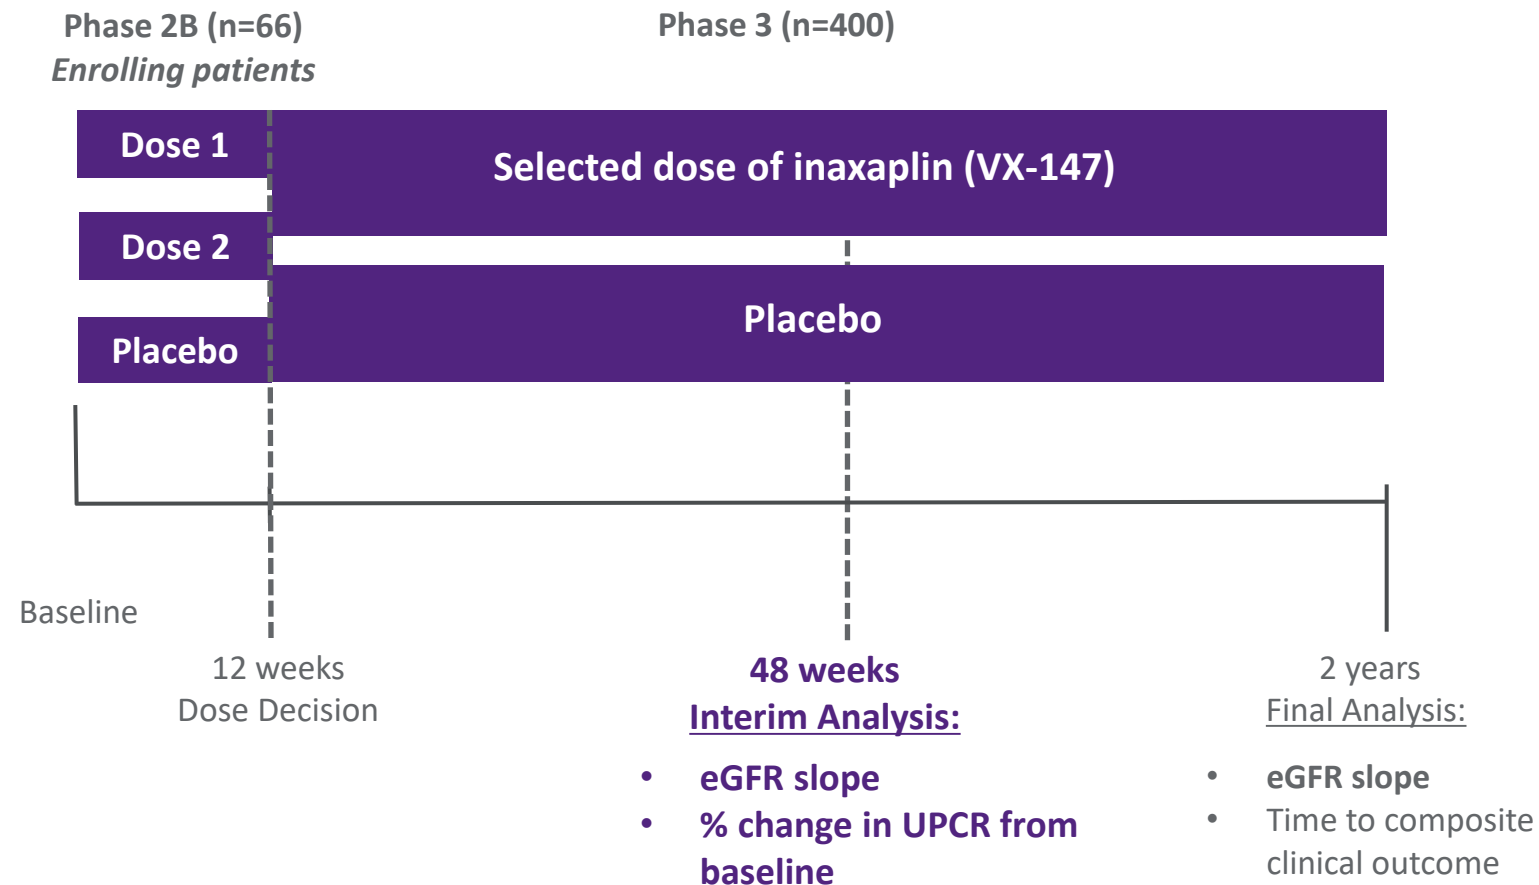 Phase 2B (n=66)
Enrolling patients
Phase 3 (n=400)
Dose 1
Dose 2
Placebo
Selected dose of inaxaplin (VX-147)
Placebo
Baseline
12 weeks
Dose Decision
48 weeks
Interim Analysis:
• eGFR slope
• % change in UPCR from
baseline
2 years
Final Analysis:
• eGFR slope
• Time to composite
clinical outcome